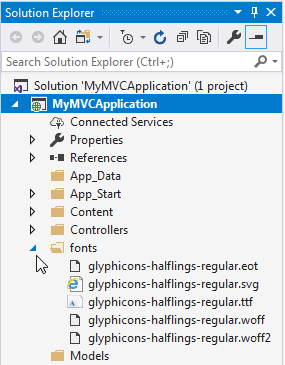 Solution Explorer
Search Solution Explorer (Ctrl+;)
Solution 'MyMVCApplication' (1 project)
MyMVCApplication
Connected Services
Properties
References
App_Data
App_Start
Content
Controllers
fonts
glyphicons-halflings-regular.eot
glyphicons-halflings-regular.svg
glyphicons-halflings-regular.ttf
glyphicons-halflings-regular.woff
glyphicons-halflings-regular.woff2
Models